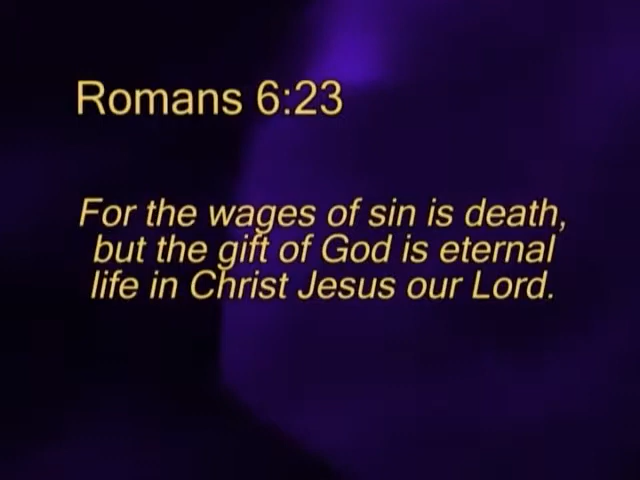 Romans 6:23
For the wages of sin is death,
but the gift of God is eternal
life in Christ Jesus our Lord.